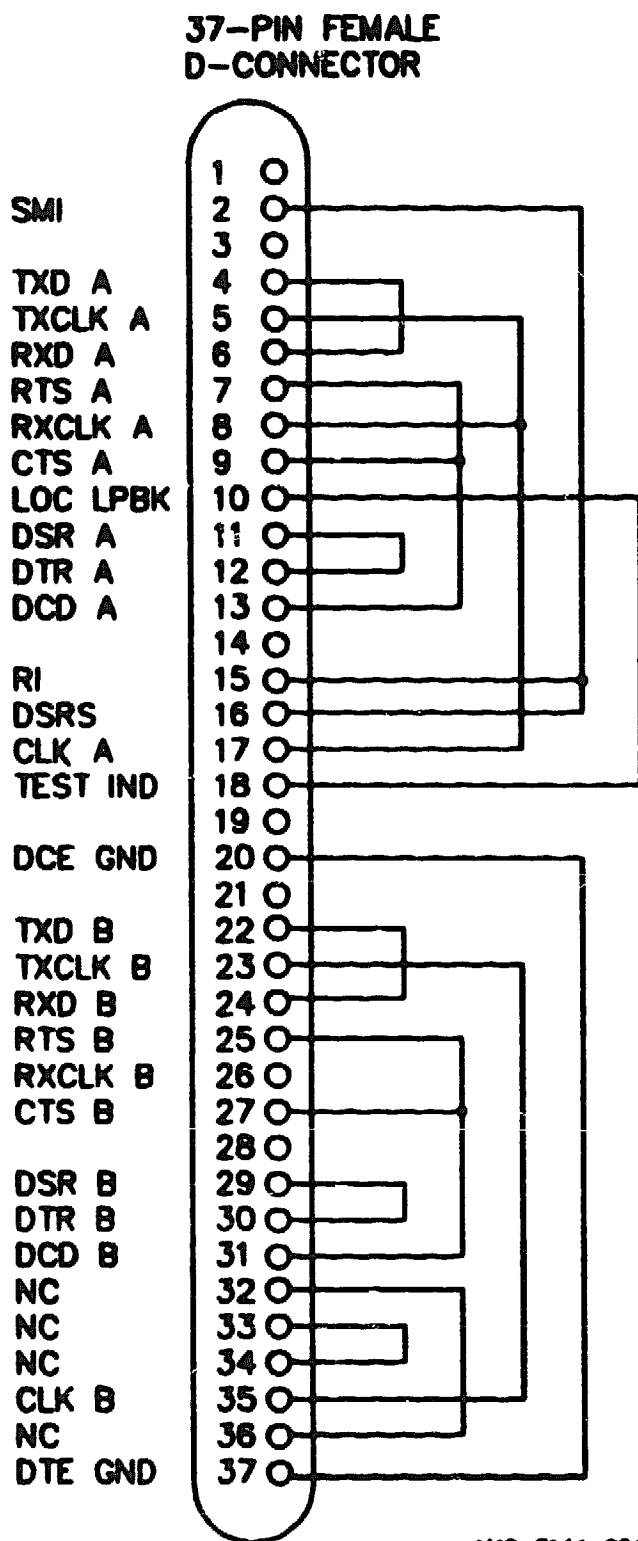 37-PIN FEMALE
D-CONNECTOR
1
SMI 2
3
TXD A 4
TXCLK A 5
RXD A 6
RTS A 7
RXCLK A 8
CTS A 9
LOC LPBK 10
DSR A 11
DTR A 12
DCD A 13
14
RI 15
DSRS 16
CLK A 17
TEST IND 18
19
DCE GND 20
21
TXD B 22
TXCLK B 23
RXD B 24
RTS B 25
RXCLK B 26
CTS B 27
28
DSR B 29
DTR B 30
DCD B 31
NC 32
NC 33
NC 34
CLK B 35
NC 36
DTE GND 37